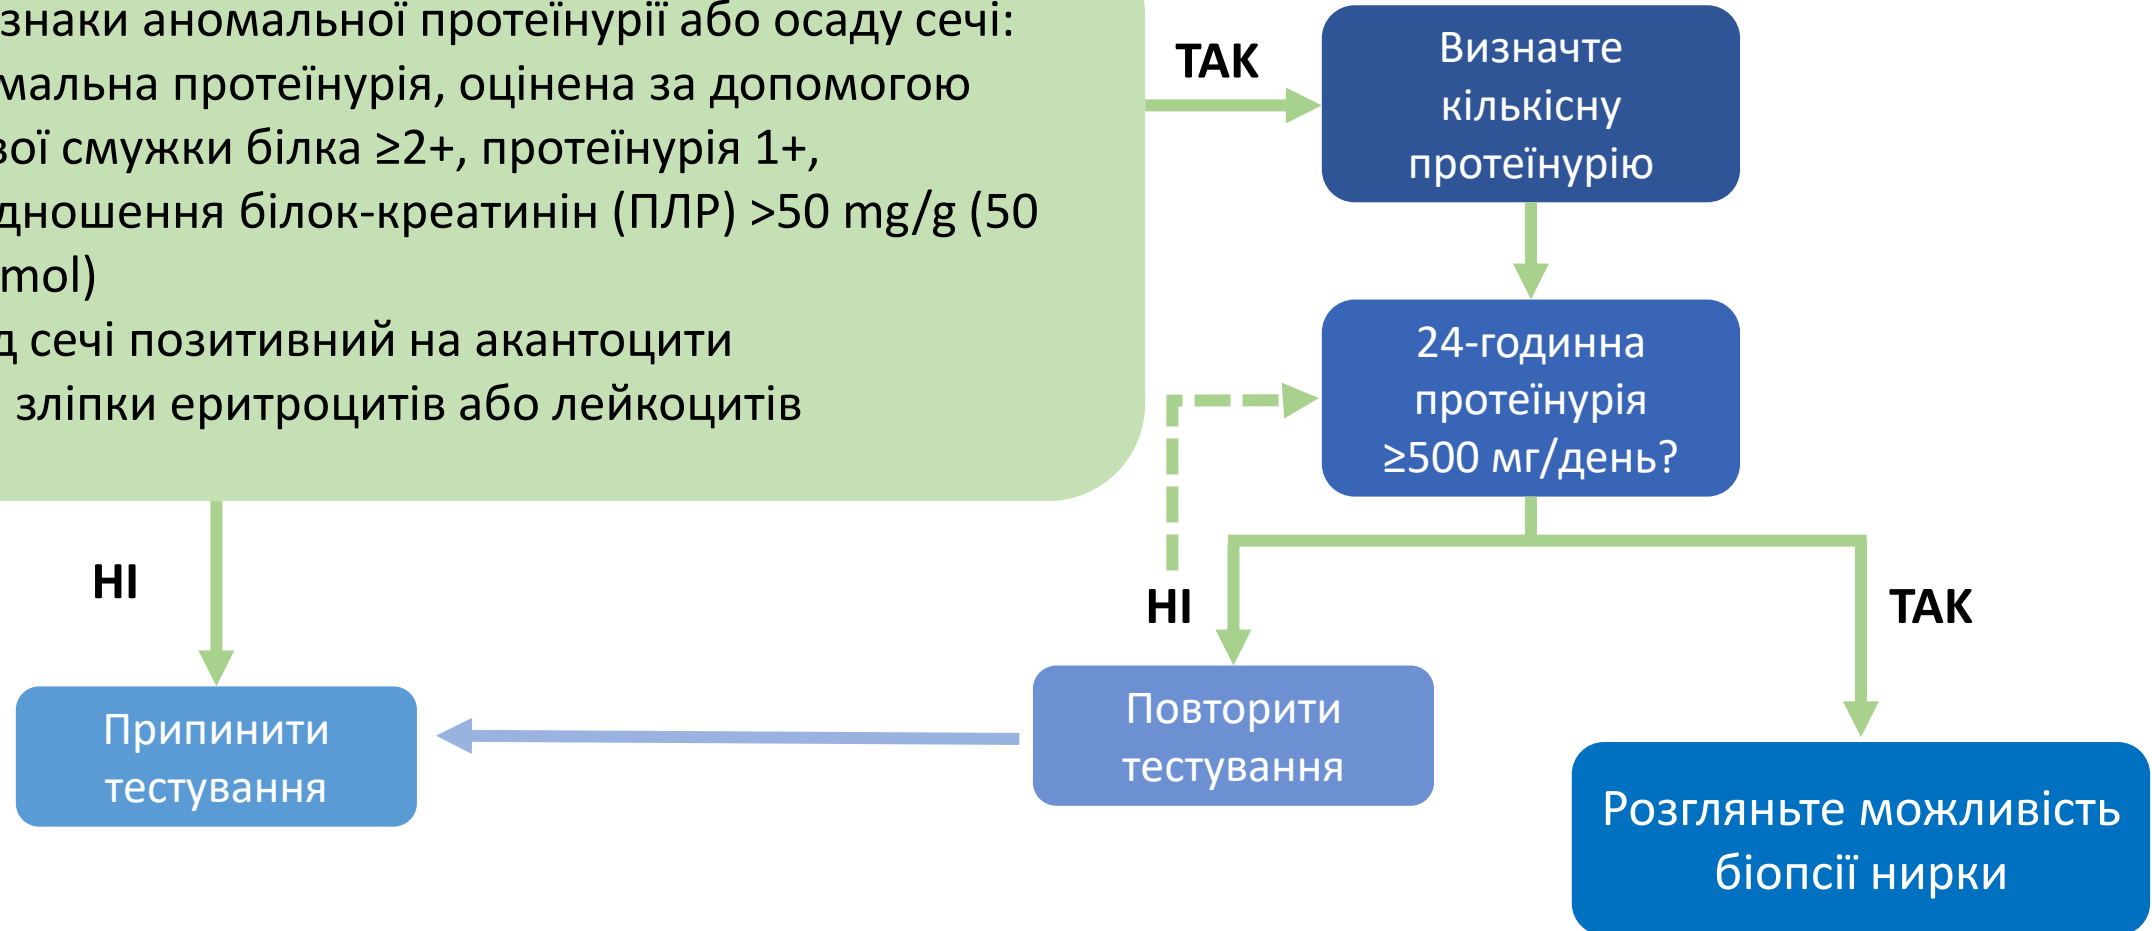 знаки аномальної протеїнурії або осаду сечі:
мальна протеїнурія, оцінена за допомогою
вої смужки білка ≥2+, протеїнурія 1+,
дношення білок-креатинін (ПЛР) >50 mg/g (50
mol)
д сечі позитивний на акантоцити
зліпки еритроцитів або лейкоцитів
ТАК
Визначте
кількісну
протеїнурію
24-годинна
протеїнурія
≥500 мг/день?
НІ
НІ
ТАК
Припинити
тестування
Повторити
тестування
Розгляньте можливість
біопсії нирки